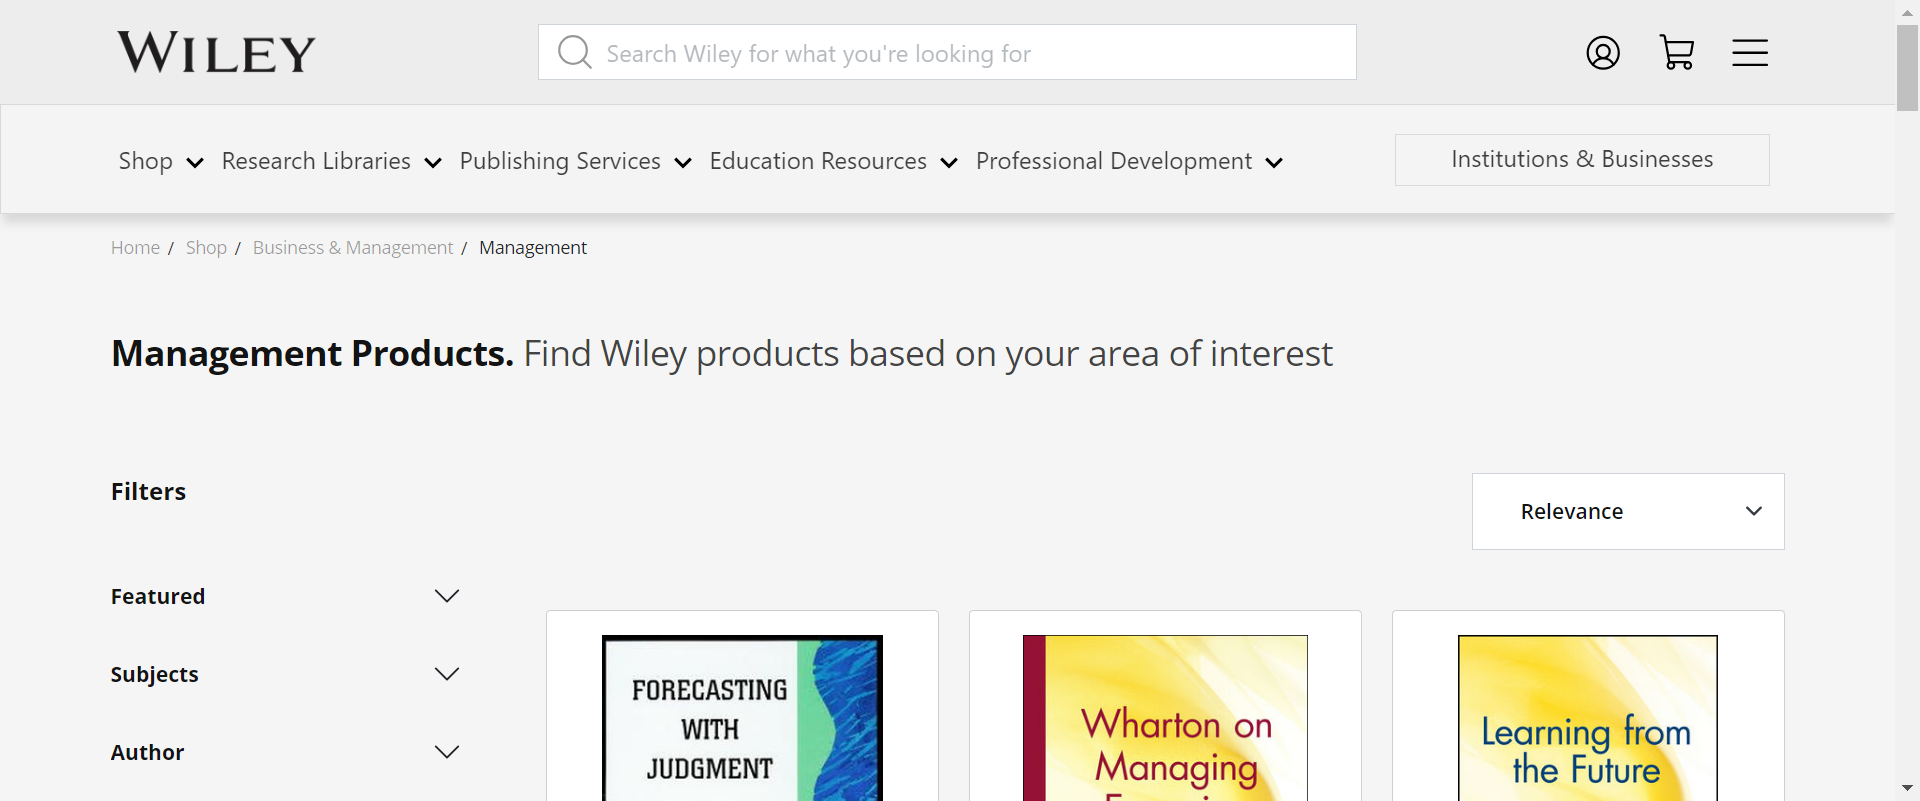 WILEY
Search Wiley for what you're looking for
Shop
Research Libraries
Publishing Services
Education Resources
Professional Development
Institutions & Businesses
Home / Shop / Business & Management / Management
Management Products. Find Wiley products based on your area of interest
Filters
Relevance
Featured
Subjects
Author
FORECASTING
WITH
JUDGMENT
Wharton on
Managing
Learning from
the Future